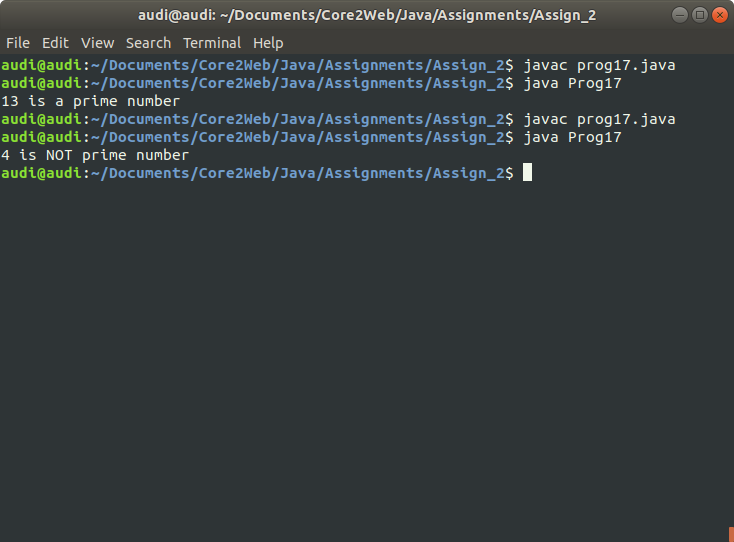 audi@audi: ~/Documents/Core2Web/Java/Assignments/Assign_2
File Edit View Search Terminal Help
audi@audi:~/Documents/Core2Web/Java/Assignments/Assign_2$ javac prog17.java
audi@audi:~/Documents/Core2Web/Java/Assignments/Assign_2$ java Prog17
13 is a prime number
audi@audi:~/Documents/Core2Web/Java/Assignments/Assign_2$ javac prog17.java
audi@audi:~/Documents/Core2Web/Java/Assignments/Assign_2$ java Prog17
4 is NOT prime number
audi@audi:~/Documents/Core2Web/Java/Assignments/Assign_2$